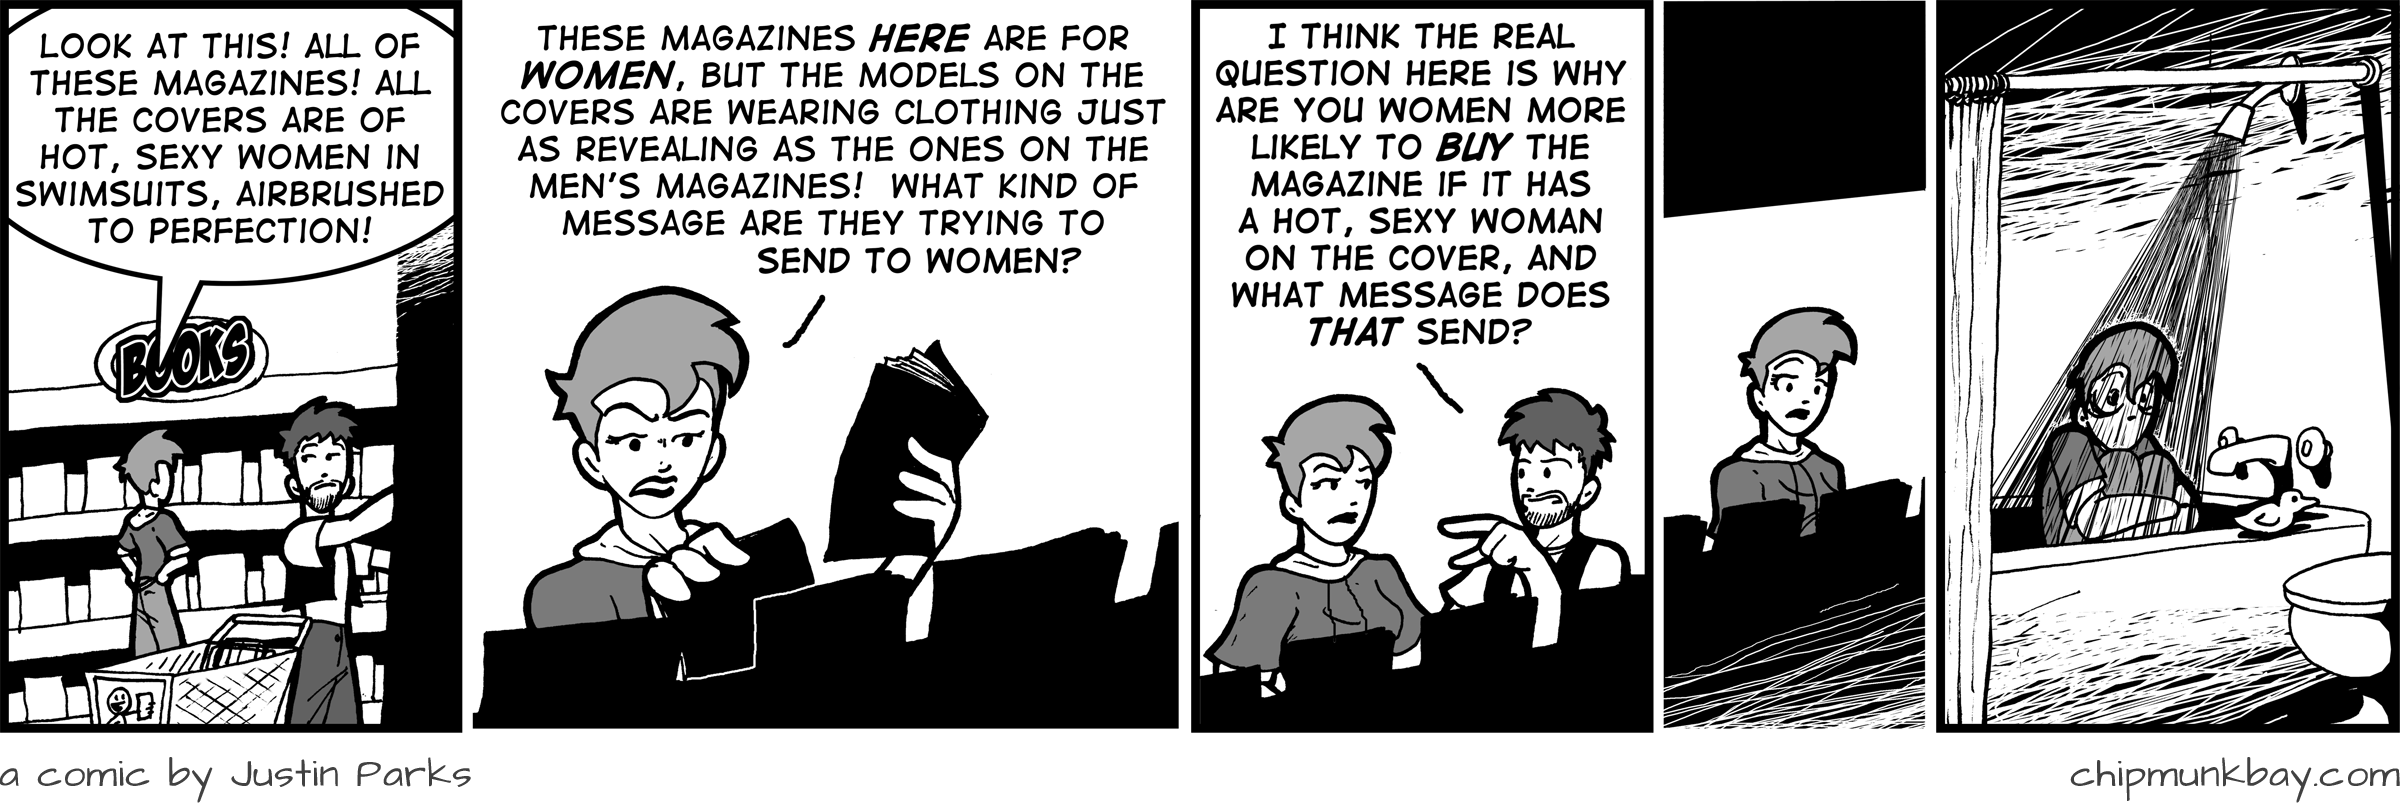 LOOK AT THIS! ALL OF
THESE MAGAZINES! ALL
THE COVERS ARE OF
HOT, SEXY WOMEN IN
SWIMSUITS, AIRBRUSHED
TO PERFECTION!
BOOKS
THESE MAGAZINES HERE ARE FOR
WOMEN, BUT THE MODELS ON THE
COVERS ARE WEARING CLOTHING JUST
AS REVEALING AS THE ONES ON THE
MEN'S MAGAZINES! WHAT KIND OF
MESSAGE ARE THEY TRYING TO
SEND TO WOMEN?
I THINK THE REAL
QUESTION HERE IS WHY
ARE YOU WOMEN MORE
LIKELY TO BUY THE
MAGAZINE IF IT HAS
A HOT, SEXY WOMAN
ON THE COVER, AND
WHAT MESSAGE DOES
THAT SEND?
a comic by Justin Parks
chipmunkbay.com